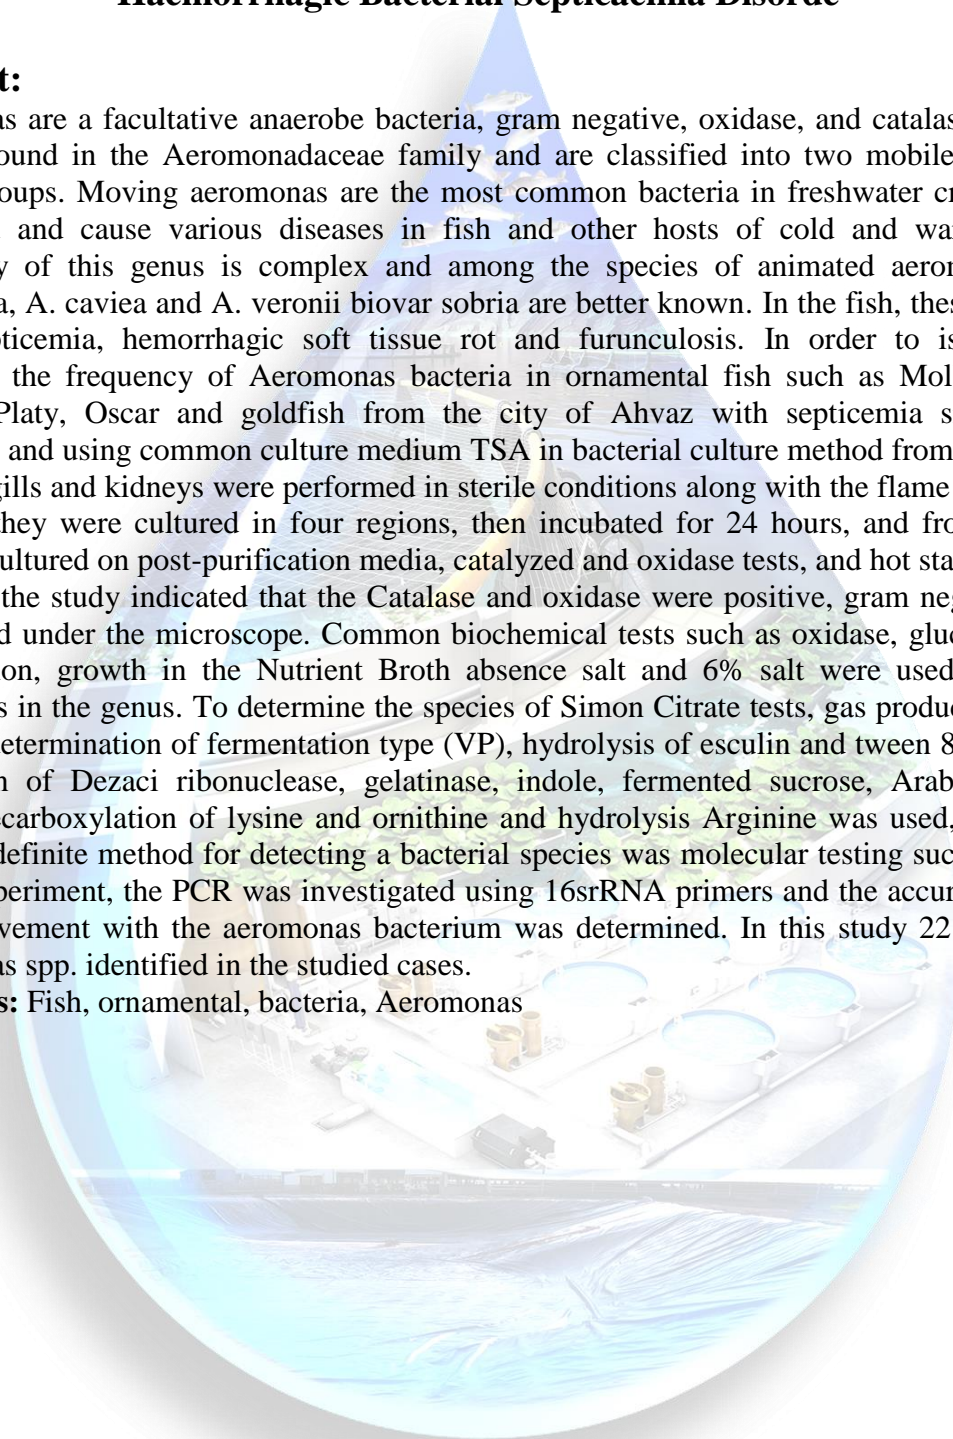 Haemorrhagic Bacterial Septicaemia Disorde
t:
as are a facultative anaerobe bacteria, gram negative, oxidase, and catalas
ound in the Aeromonadaceae family and are classified into two mobile
oups. Moving aeromonas are the most common bacteria in freshwater cr
and cause various diseases in fish and other hosts of cold and wa
y of this genus is complex and among the species of animated aero
a, A. caviea and A. veronii biovar sobria are better known. In the fish, thes
pticemia, hemorrhagic soft tissue rot and furunculosis. In order to is
the frequency of Aeromonas bacteria in ornamental fish such as Mol
Platy, Oscar and goldfish from the city of Ahvaz with septicemia s
and using common culture medium TSA in bacterial culture method from
gills and kidneys were performed in sterile conditions along with the flame
they were cultured in four regions, then incubated for 24 hours, and fro
ultured on post-purification media, catalyzed and oxidase tests, and hot sta
the study indicated that the Catalase and oxidase were positive, gram neg
d under the microscope. Common biochemical tests such as oxidase, gluc
ion, growth in the Nutrient Broth absence salt and 6% salt were used
s in the genus. To determine the species of Simon Citrate tests, gas produc
etermination of fermentation type (VP), hydrolysis of esculin and tween 8
n of Dezaci ribonuclease, gelatinase, indole, fermented sucrose, Arab
ecarboxylation of lysine and ornithine and hydrolysis Arginine was used,
definite method for detecting a bacterial species was molecular testing suc
periment, the PCR was investigated using 16srRNA primers and the accur
vement with the aeromonas bacterium was determined. In this study 22
as spp. identified in the studied cases.
s: Fish, ornamental, bacteria, Aeromonas